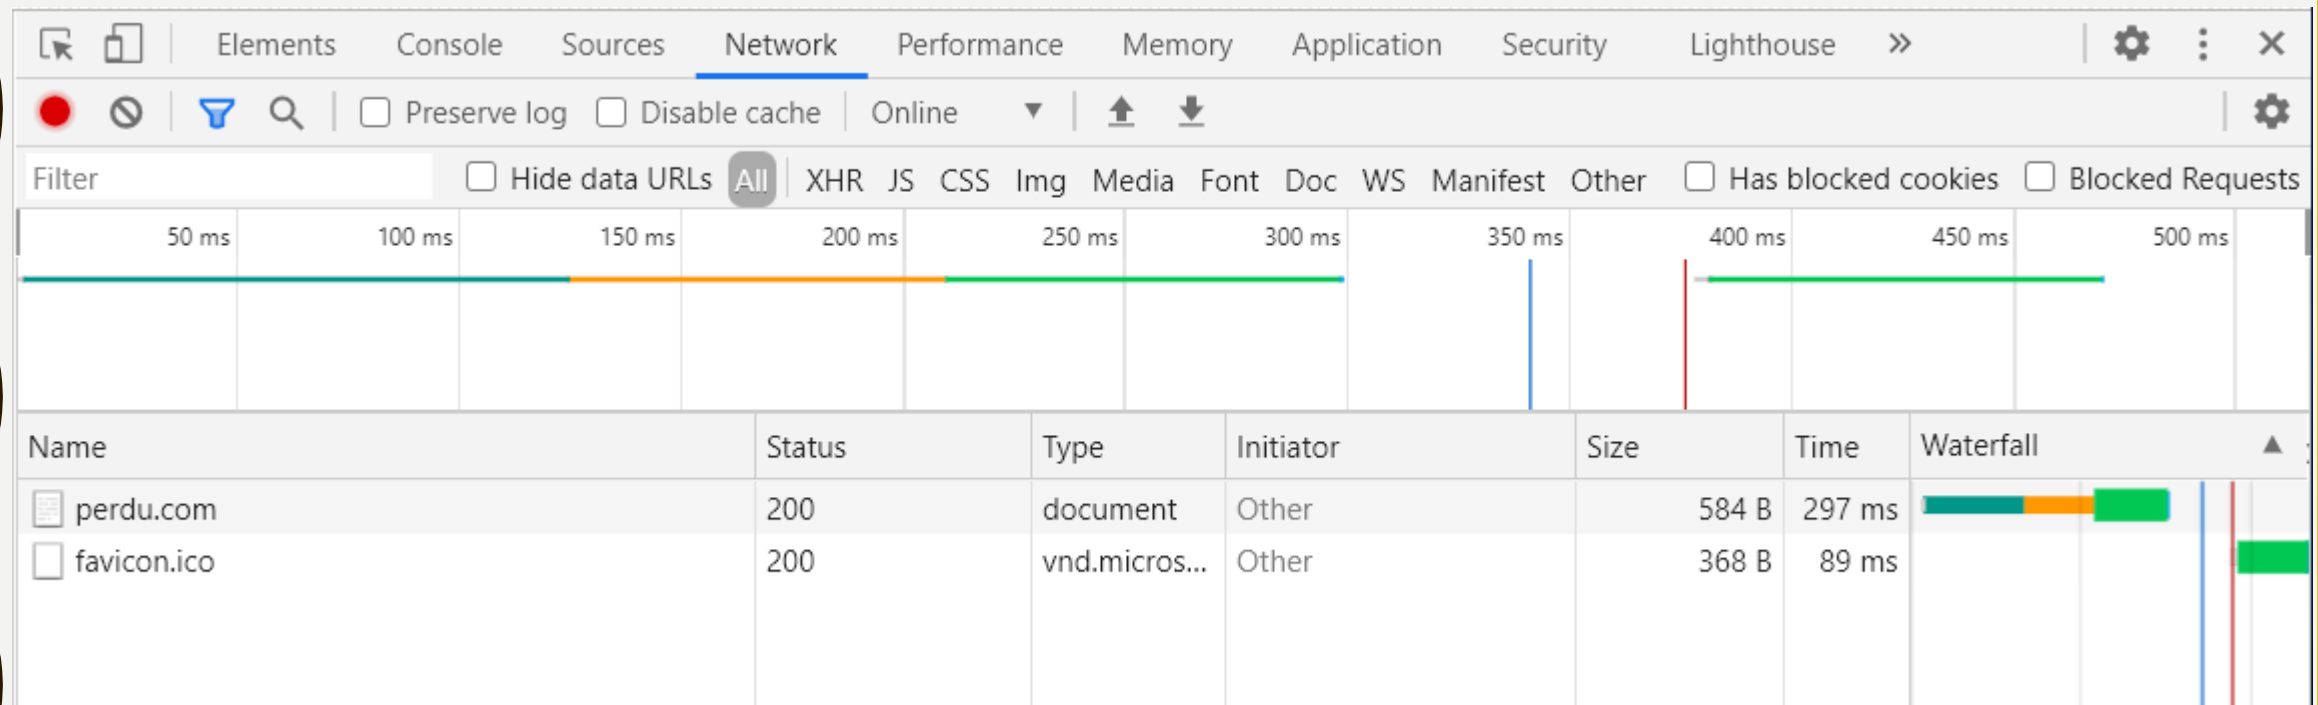 Elements Console Sources Network Performance Memory Application Security Lighthouse »
Preserve log Disable cache Online
Filter Hide data URLs All XHR JS CSS Img Media Font Doc WS Manifest Other Has blocked cookies Blocked Requests
50 ms 100 ms 150 ms 200 ms 250 ms 300 ms 350 ms 400 ms 450 ms 500 ms
Name Status Type Initiator Size Time Waterfall
perdu.com 200 document Other 584 B 297 ms
favicon.ico 200 vnd.micros... Other 368 B 89 ms